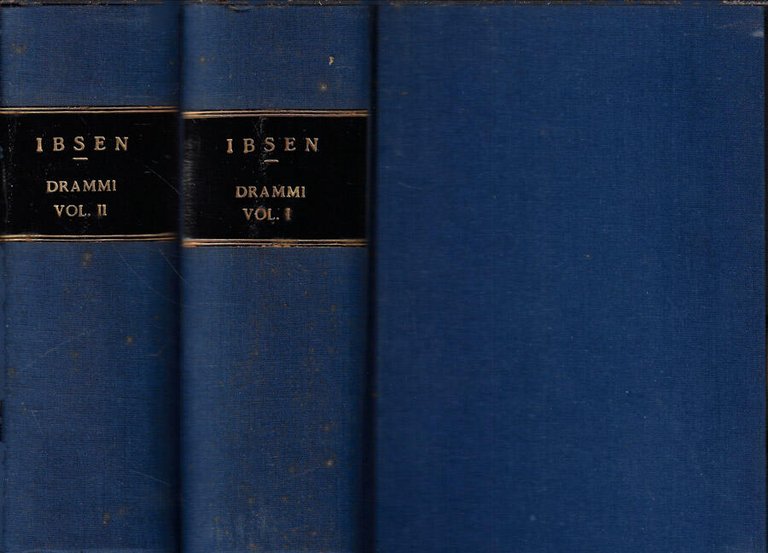 IBSEN
DRAMMI
VOL. II
IBSEN
DRAMMI
VOL. I